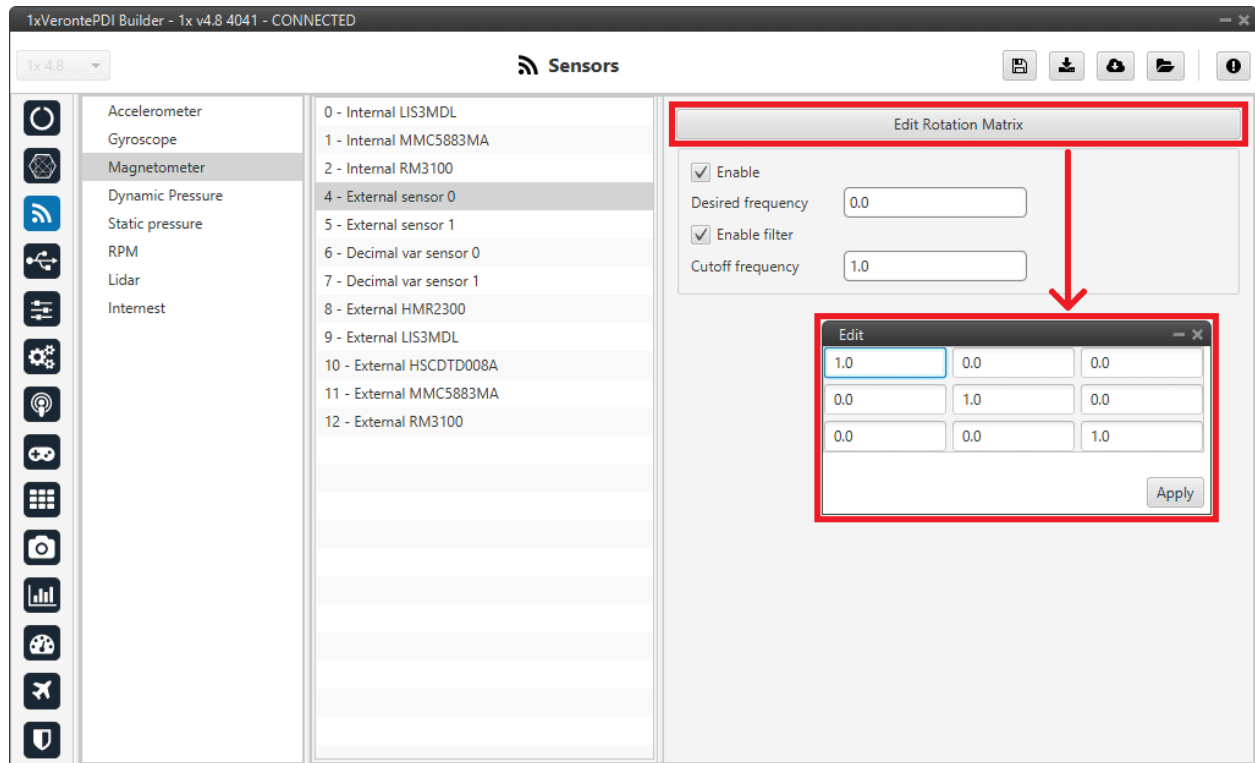 1xVerontePDI Builder - 1x v4.8 4041 - CONNECTED
1x 4.8
Sensors
Accelerometer
Gyroscope
Magnetometer
Dynamic Pressure
Static pressure
RPM
Lidar
Internest
0 - Internal LIS3MDL
1 - Internal MMC5883MA
2 - Internal RM3100
4 - External sensor 0
5 - External sensor 1
6 - Decimal var sensor 0
7 - Decimal var sensor 1
8 - External HMR2300
9 - External LIS3MDL
10 - External HSCDTD008A
11 - External MMC5883MA
12 - External RM3100
Edit Rotation Matrix
Enable
Desired frequency 0.0
Enable filter
Cutoff frequency 1.0
Edit
1.0 0.0 0.0
0.0 1.0 0.0
0.0 0.0 1.0
Apply